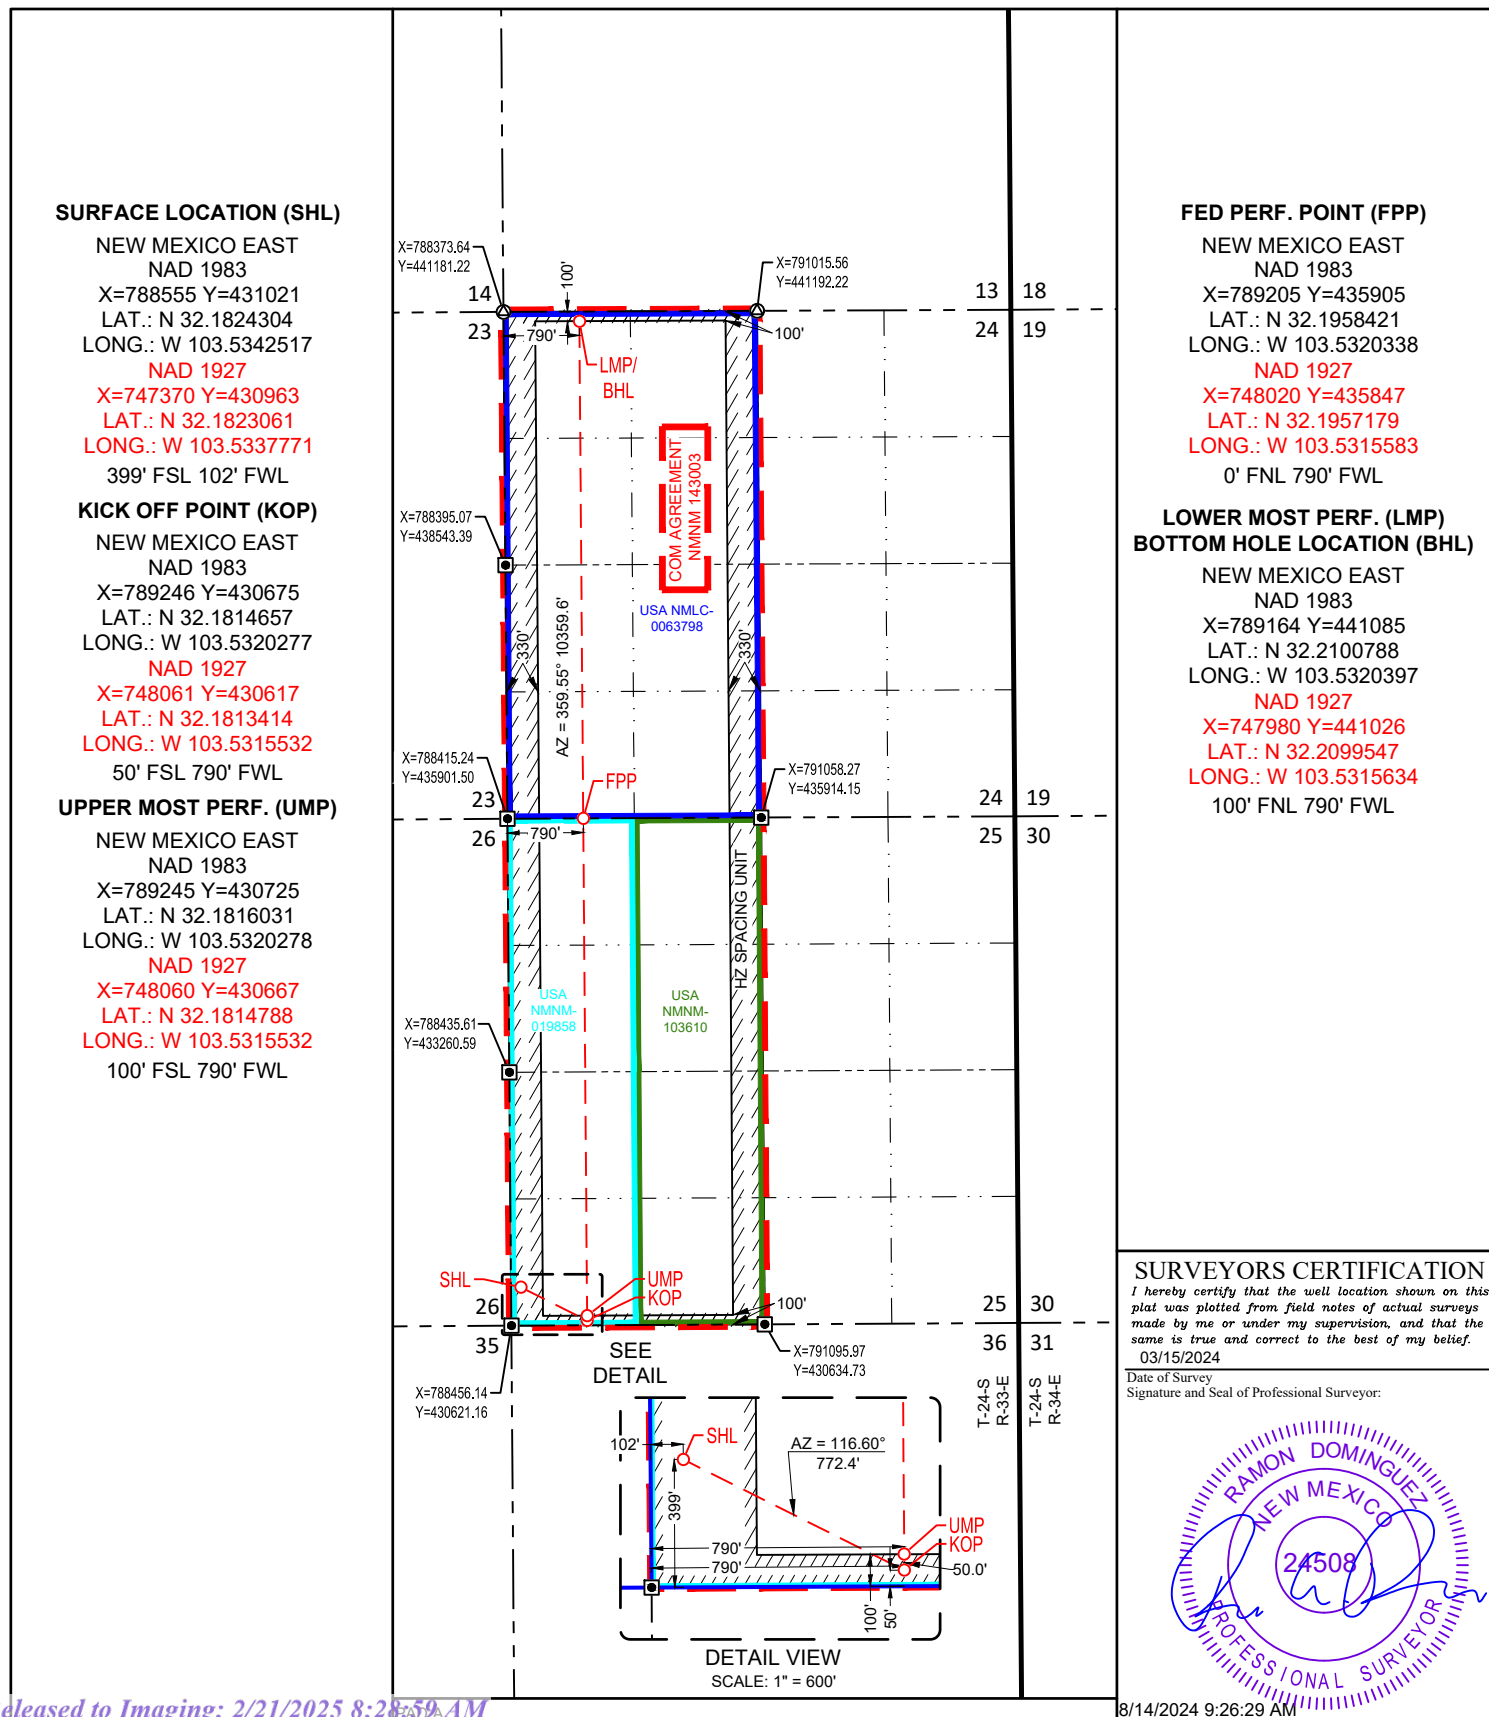 SURFACE LOCATION (SHL)
NEW MEXICO EAST
NAD 1983
X=788555 Y=431021
LAT.: N 32.1824304
LONG.: W 103.5342517
NAD 1927
X=747370 Y=430963
LAT.: N 32.1823061
LONG.: W 103.5337771
399' FSL 102' FWL
KICK OFF POINT (KOP)
NEW MEXICO EAST
NAD 1983
X=789246 Y=430675
LAT.: N 32.1814657
LONG.: W 103.5320277
NAD 1927
X=748061 Y=430617
LAT.: N 32.1813414
LONG.: W 103.5315532
50' FSL 790' FWL
UPPER MOST PERF. (UMP)
NEW MEXICO EAST
NAD 1983
X=789245 Y=430725
LAT.: N 32.1816031
LONG.: W 103.5320278
NAD 1927
X=748060 Y=430667
LAT.: N 32.1814788
LONG.: W 103.5315532
100' FSL 790' FWL
X=788373.64
Y=441181.22
100'
X=791015.56
Y=441192.22
14
13 18
23
24 19
790'
100'
LMP/
BHL
COM AGREEMENT
NMNM 143003
X=788395.07
Y=438543.39
USA NMLC-
0063798
330'
AZ = 359.55° 10359.6'
330'
X=788415.24
Y=435901.50
FPP
X=791058.27
Y=435914.15
23
24 19
26
25 30
790'
HZ SPACING UNIT
USA
NMNM-
019858
USA
NMNM-
103610
X=788435.61
Y=433260.59
SHL
UMP
KOP
100'
26
25 30
35
36 31
SEE
DETAIL
X=791095.97
Y=430634.73
X=788456.14
Y=430621.16
T-24-S
R-33-E
T-24-S
R-34-E
102'
SHL
AZ = 116.60°
772.4'
399'
UMP
KOP
790'
790'
50.0'
100'
50'
DETAIL VIEW
SCALE: 1" = 600'
FED PERF. POINT (FPP)
NEW MEXICO EAST
NAD 1983
X=789205 Y=435905
LAT.: N 32.1958421
LONG.: W 103.5320338
NAD 1927
X=748020 Y=435847
LAT.: N 32.1957179
LONG.: W 103.5315583
0' FNL 790' FWL
LOWER MOST PERF. (LMP)
BOTTOM HOLE LOCATION (BHL)
NEW MEXICO EAST
NAD 1983
X=789164 Y=441085
LAT.: N 32.2100788
LONG.: W 103.5320397
NAD 1927
X=747980 Y=441026
LAT.: N 32.2099547
LONG.: W 103.5315634
100' FNL 790' FWL
SURVEYORS CERTIFICATION
I hereby certify that the well location shown on this
plat was plotted from field notes of actual surveys
made by me or under my supervision, and that the
same is true and correct to the best of my belief.
03/15/2024
Date of Survey
Signature and Seal of Professional Surveyor:
RAMON DOMINGUEZ
NEW MEXICO
24508
PROFESSIONAL SURVEYOR
eleased to Imaging: 2/21/2025 8:28:59 AM
8/14/2024 9:26:29 AM